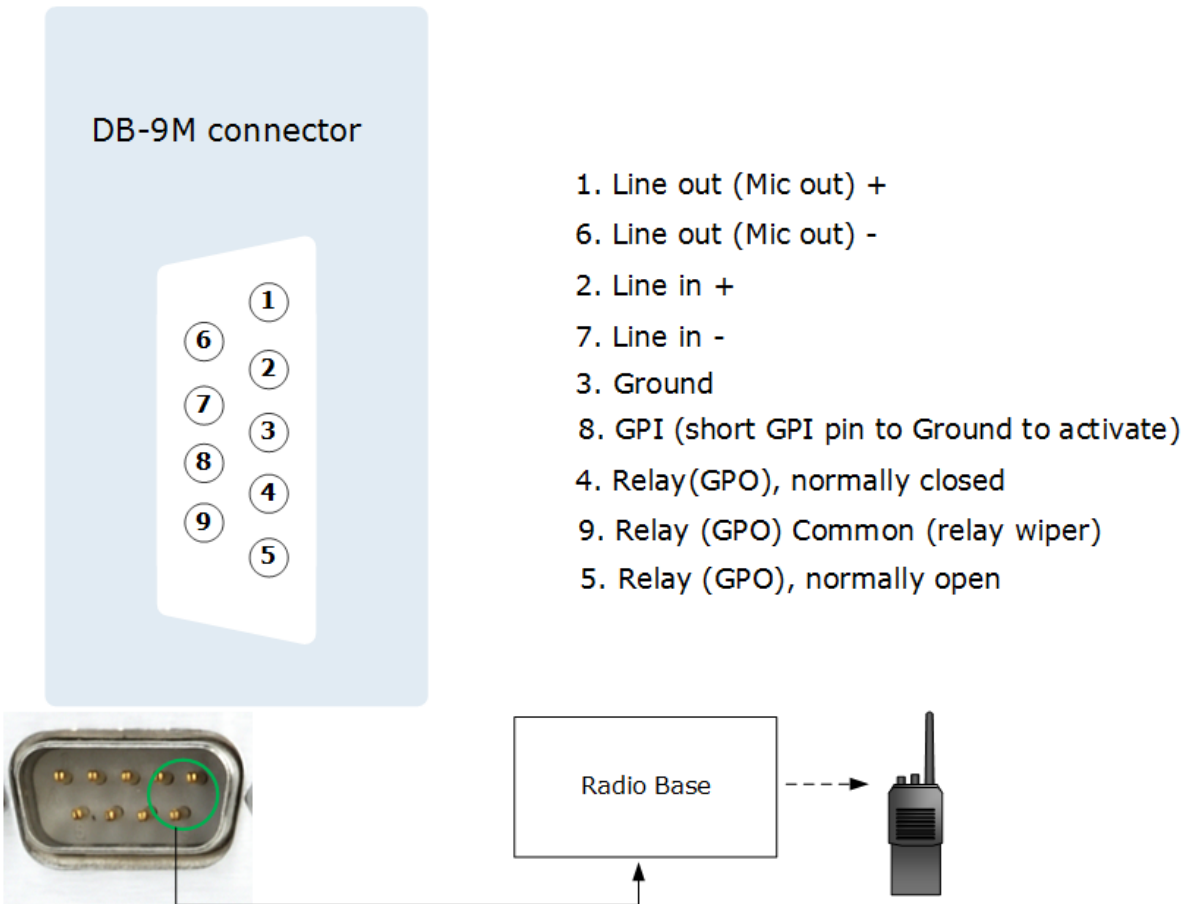 DB-9M connector
1
6
2
7
3
8
4
9
5
1. Line out (Mic out) +
6. Line out (Mic out) -
2. Line in +
7. Line in -
3. Ground
8. GPI (short GPI pin to Ground to activate)
4. Relay(GPO), normally closed
9. Relay (GPO) Common (relay wiper)
5. Relay (GPO), normally open
Radio Base